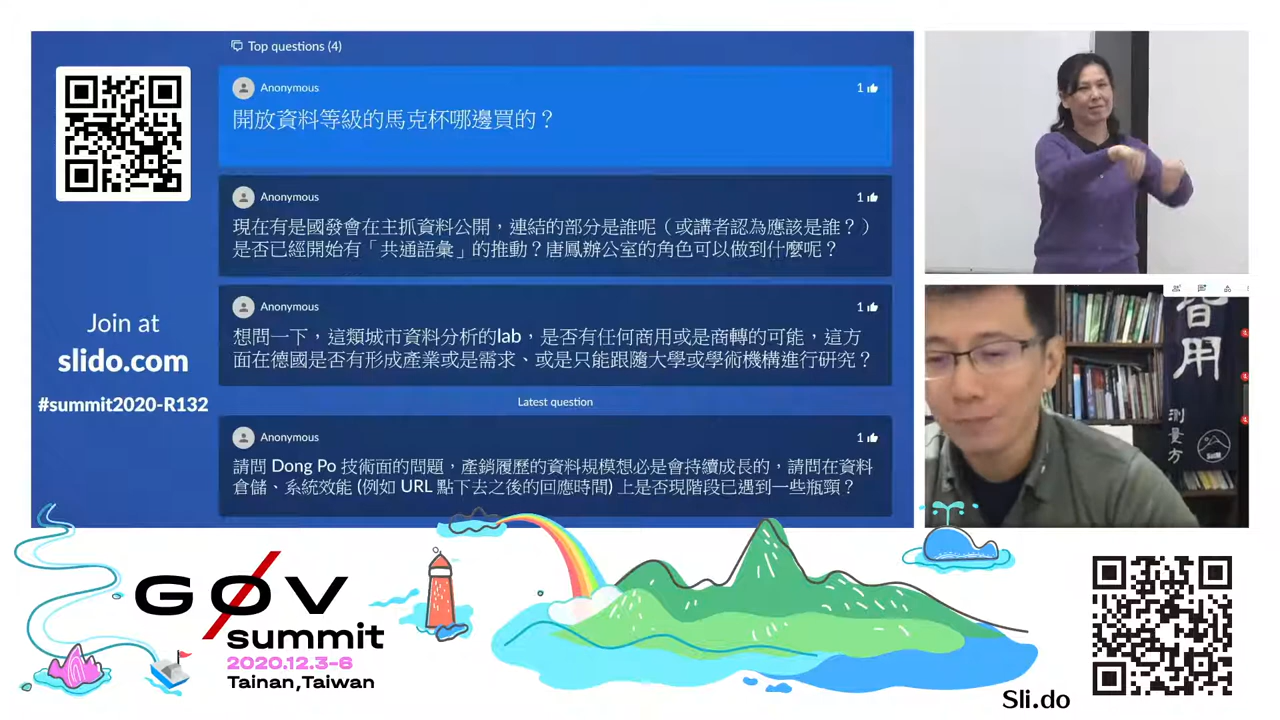 Top questions (4)
Anonymous
1
開放資料等級的馬克杯哪邊買的？
Anonymous
1
現在有是國發會在主抓資料公開，連結的部分是誰呢（或講者認為應該是誰？）
是否已經開始有「共通語彙」的推動？唐鳳辦公室的角色可以做到什麼呢？
Anonymous
1
想問一下，這類城市資料分析的lab，是否有任何商用或是商轉的可能，這方
面在德國是否有形成產業或是需求、或是只能跟隨大學或學術機構進行研究？
Latest question
Anonymous
1
請問 Dong Po 技術面的問題，產銷履歷的資料規模想必是會持續成長的，請問在資料
倉儲、系統效能 (例如 URL 點下去之後的回應時間) 上是否現階段已遇到一些瓶頸？
Join at
slido.com
#summit2020-R132
皆
用
測
量
方
GØV
summit
2020.12.3-6
Tainan,Taiwan
Sli.do